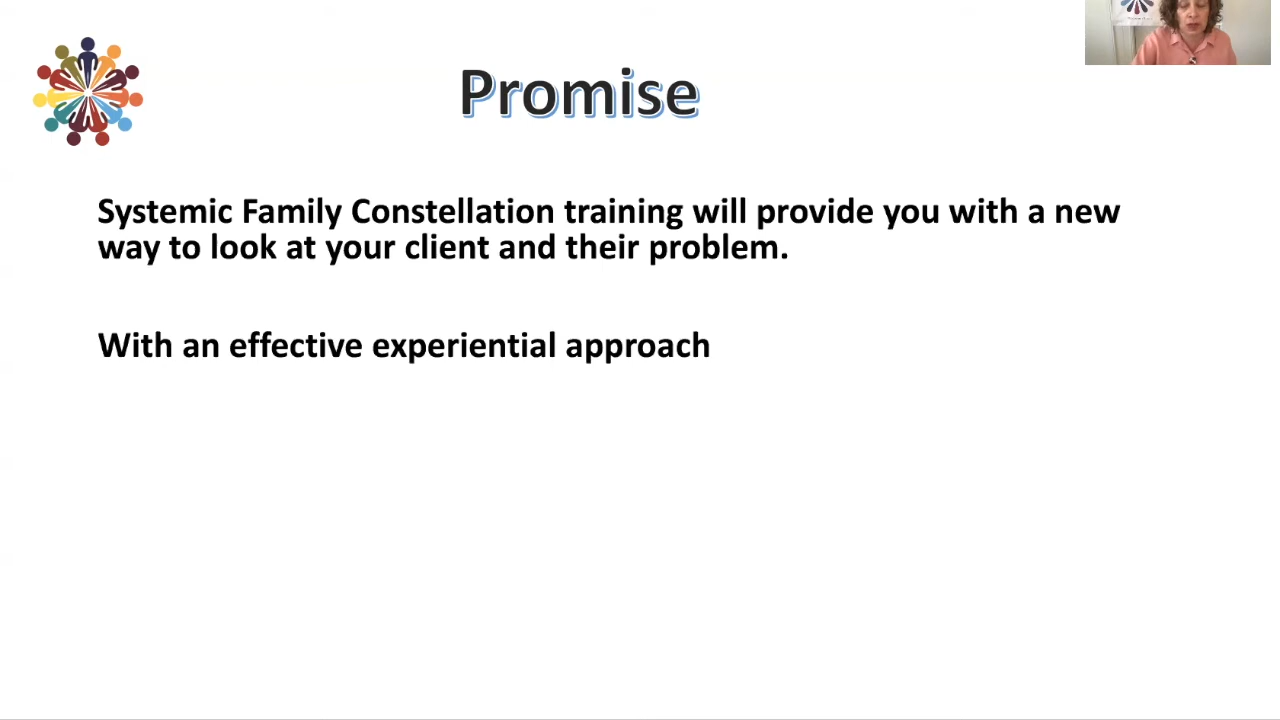 Promise
Systemic Family Constellation training will provide you with a new
way to look at your client and their problem.
With an effective experiential approach